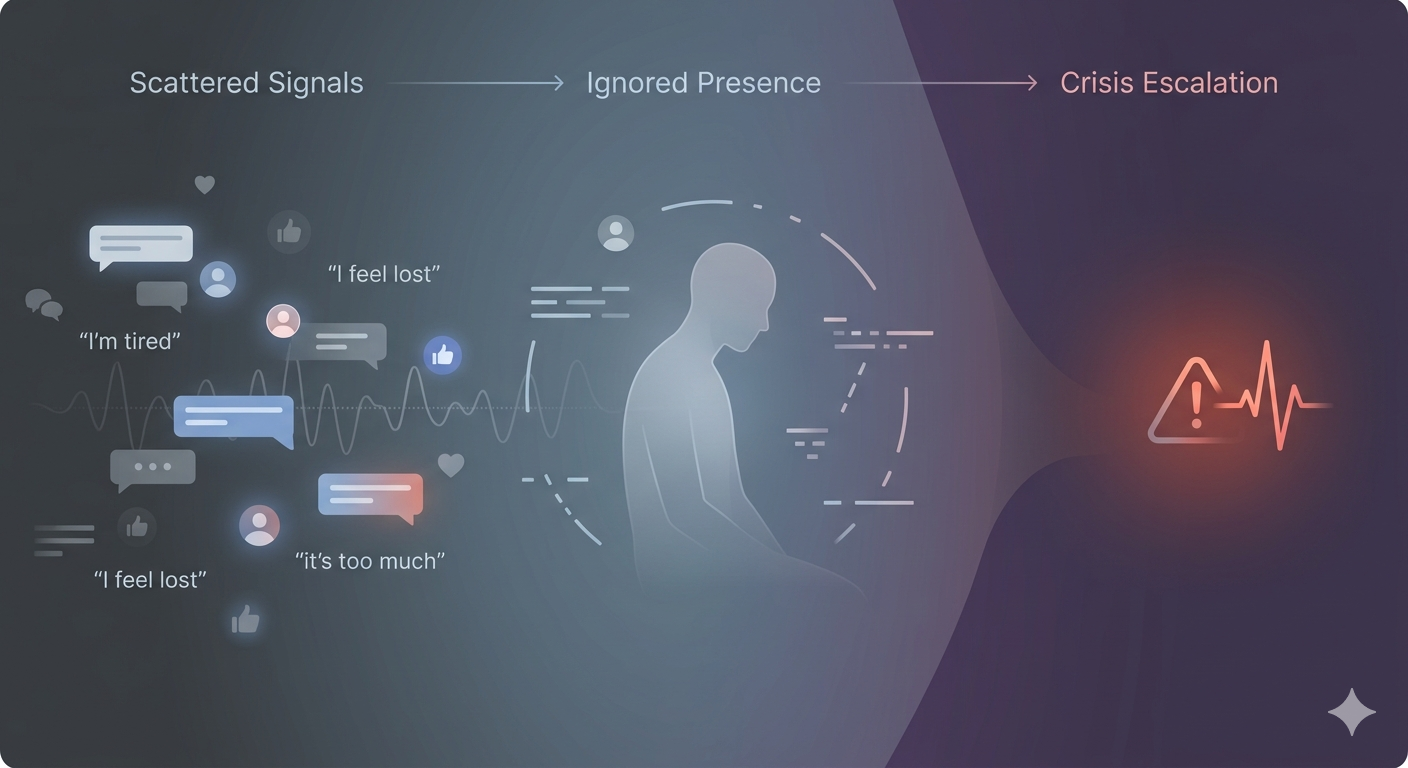 Scattered Signals
Ignored Presence
Crisis Escalation
“I feel lost”
“I'm tired”
“it's too much”
“I feel lost”